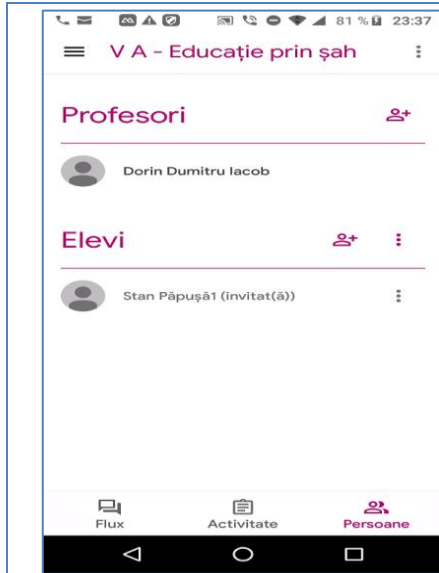 81 % 23:37
V A - Educație prin șah
Profesori
Dorin Dumitru Iacob
Elevi
Stan Păpușă1 (invitat(ă))
Flux Activitate Persoane